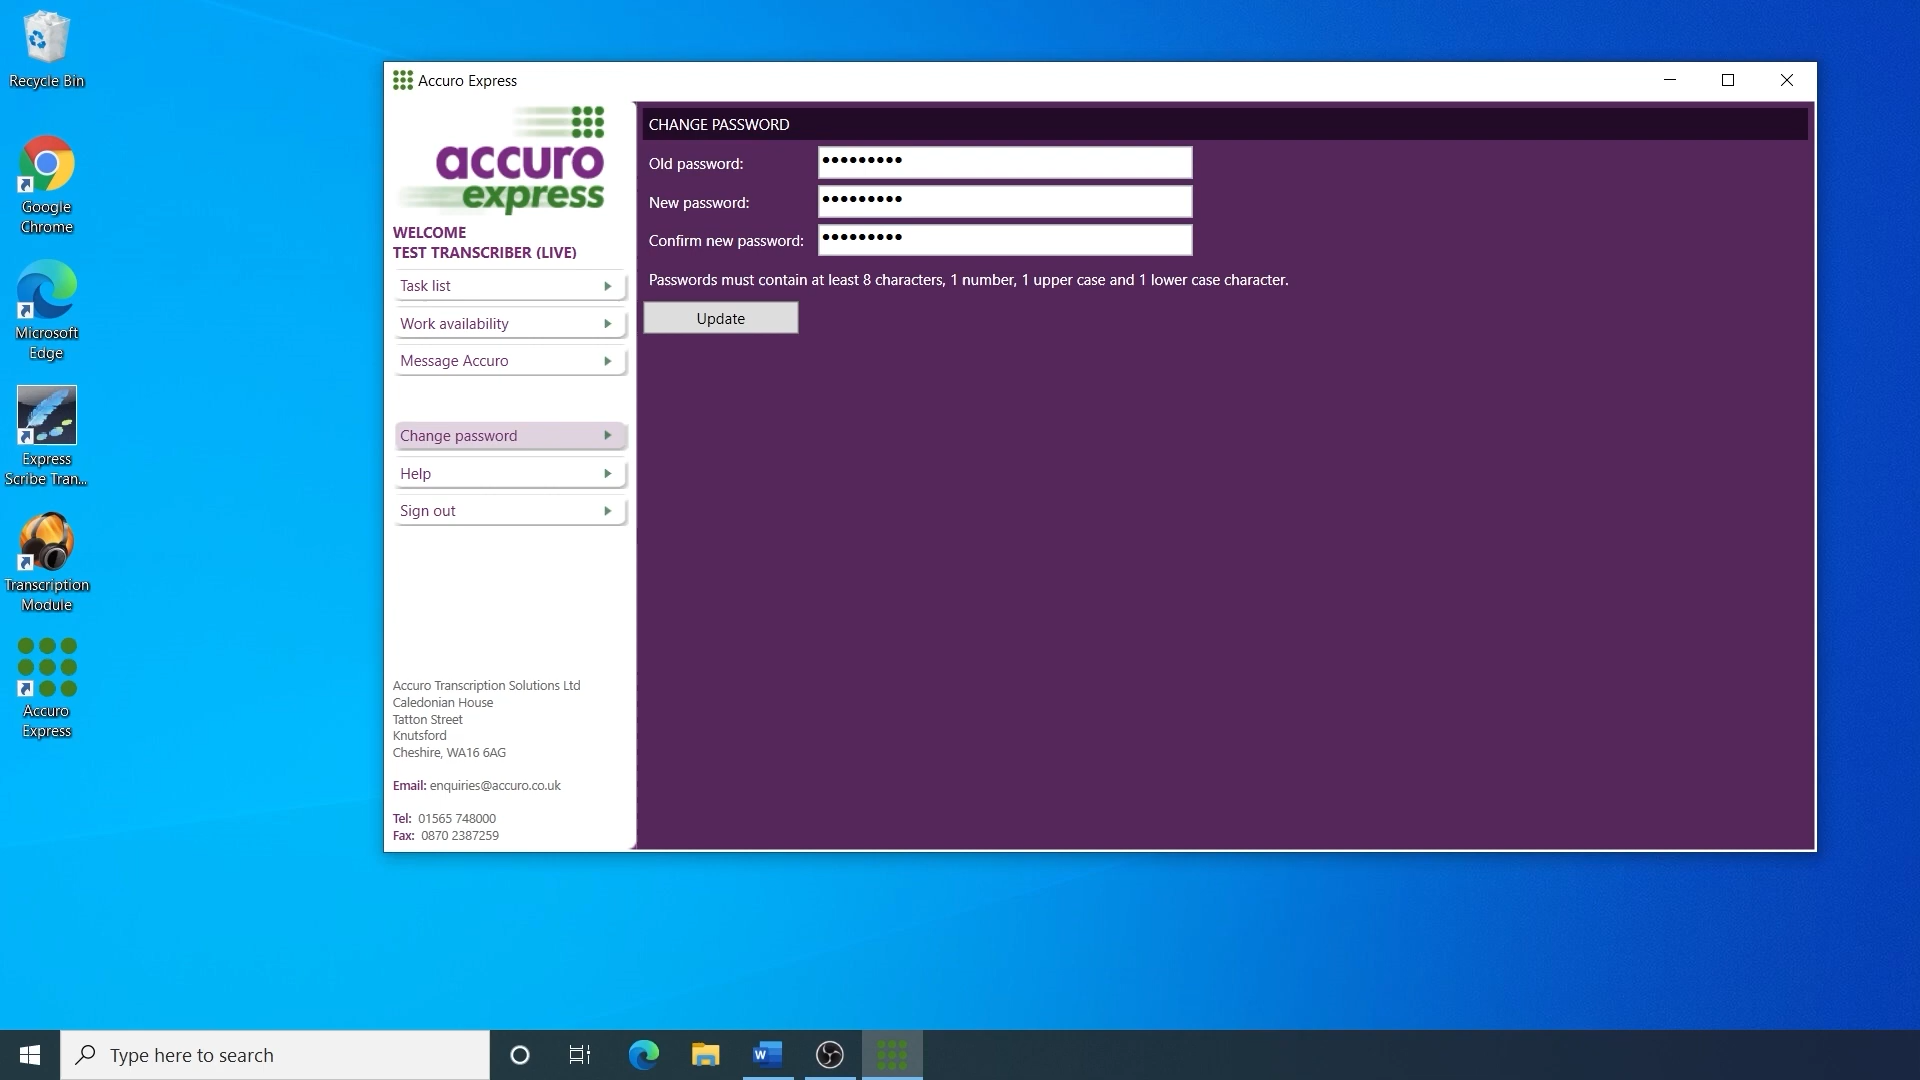 Recycle Bin
Google
Chrome
Microsoft
Edge
Express
Scribe Tran...
Transcription
Module
Accuro
Express
Accuro Express
accuro
express
WELCOME
TEST TRANSCRIBER (LIVE)
Task list
Work availability
Message Accuro
Change password
Help
Sign out
Accuro Transcription Solutions Ltd
Caledonian House
Tatton Street
Knutsford
Cheshire, WA16 6AG
Email: enquiries@accuro.co.uk
Tel: 01565 748000
Fax: 0870 2387259
CHANGE PASSWORD
Old password: •••••••••
New password: •••••••••
Confirm new password: •••••••••
Passwords must contain at least 8 characters, 1 number, 1 upper case and 1 lower case character.
Update
Type here to search
W